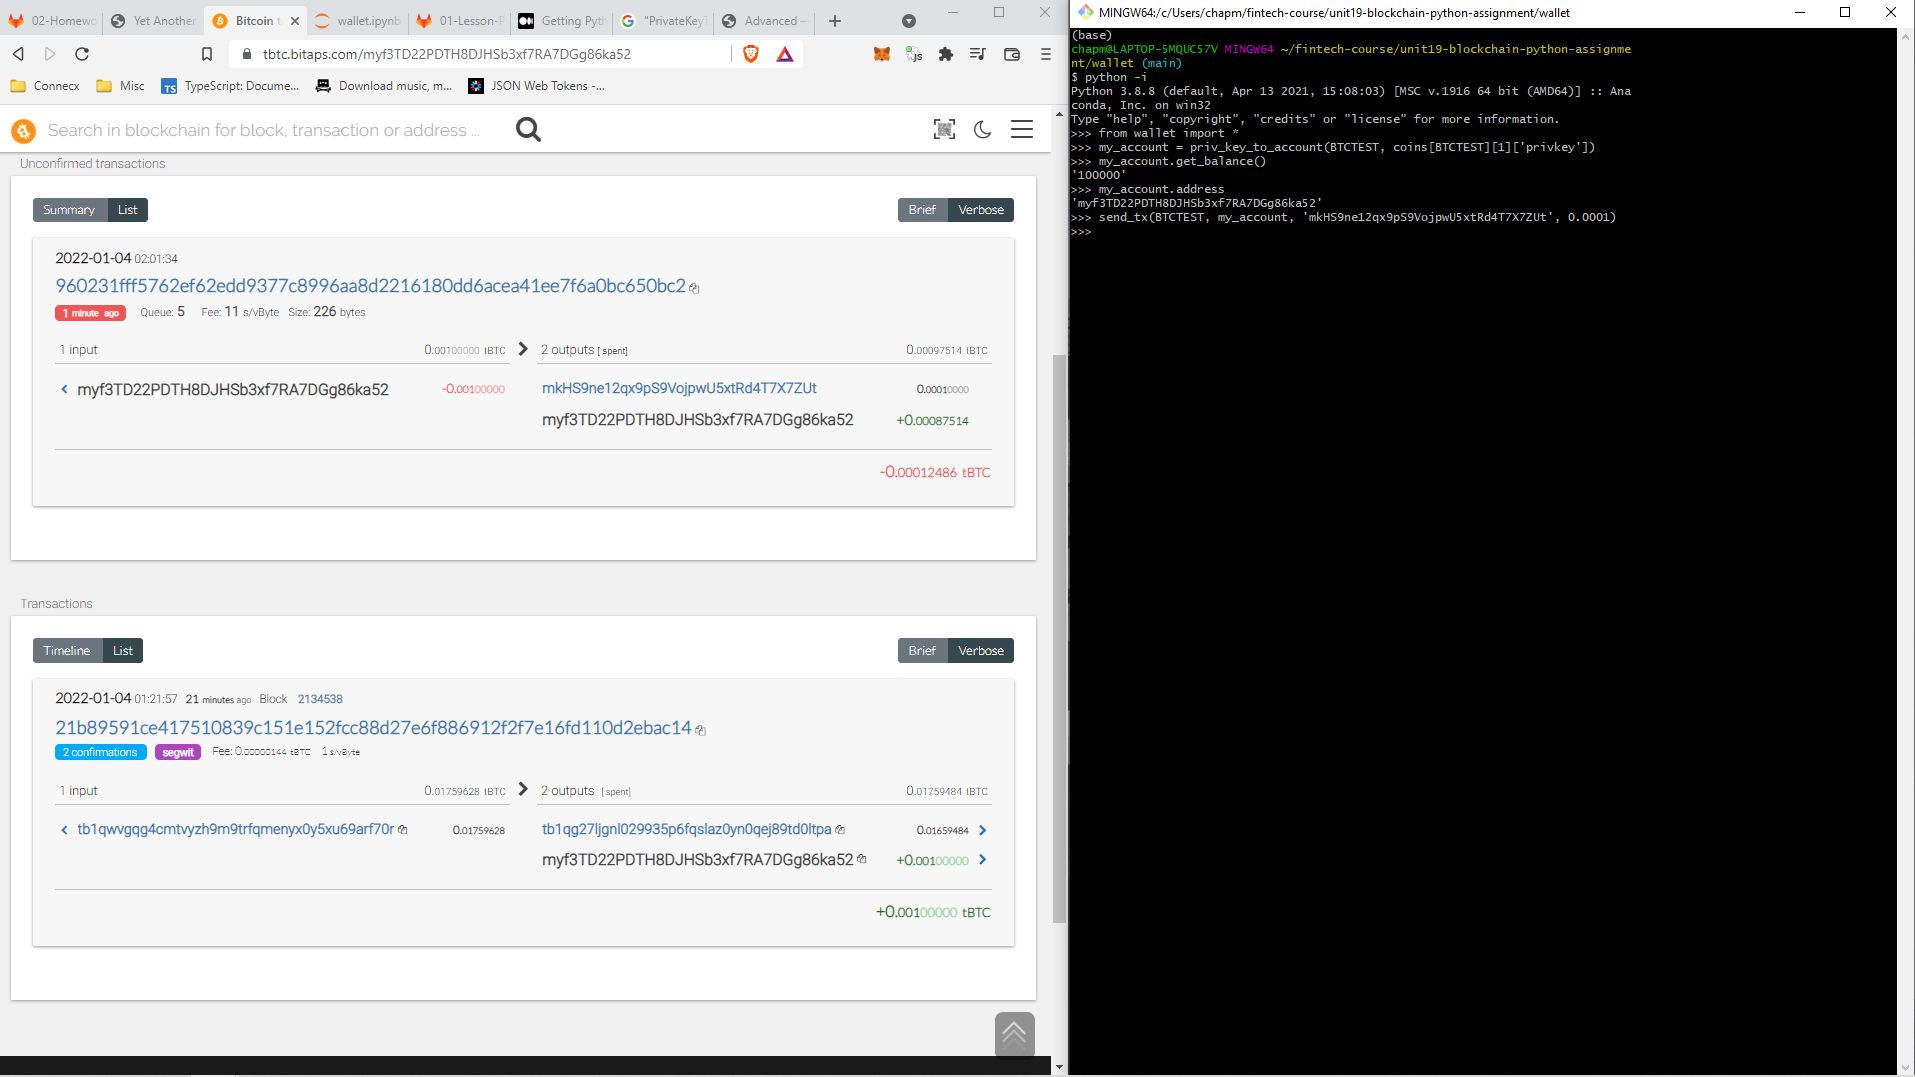 02-Homewo
Yet Another
Bitcoin t
wallet.ipynb
01-Lesson-P
Getting Pyth
"PrivateKeyT
Advanced –
tbtc.bitaps.com/myf3TD22PDTH8DJHSb3xf7RA7DGg86ka52
Connecx
Misc
TypeScript: Docume...
Download music, m...
JSON Web Tokens -...
Search in blockchain for block, transaction or address ...
Unconfirmed transactions
Summary List
Brief Verbose
2022-01-04 02:01:34
960231fff5762ef62edd9377c8996aa8d2216180dd6acea41ee7f6a0bc650bc2
1 minute ago Queue: 5 Fee: 11 s/vByte Size: 226 bytes
1 input 0.00100000 tBTC
2 outputs [ spent] 0.00097514 tBTC
myf3TD22PDTH8DJHSb3xf7RA7DGg86ka52 -0.00100000
mkHS9ne12qx9pS9VojpwU5xtRd4T7X7ZUt 0.00010000
myf3TD22PDTH8DJHSb3xf7RA7DGg86ka52 +0.00087514
-0.00012486 tBTC
Transactions
Timeline List
Brief Verbose
2022-01-04 01:21:57 21 minutes ago Block 2134538
21b89591ce417510839c151e152fcc88d27e6f886912f2f7e16fd110d2ebac14
2 confirmations segwit Fee: 0.00000144 tBTC 1 s/vByte
1 input 0.01759628 tBTC
2 outputs [spent] 0.01759484 tBTC
tb1qwvgqg4cmtvyzh9m9trfqmenyx0y5xu69arf70r 0.01759628
tb1qg27ljgnl029935p6fqslaz0yn0qej89td0ltpa 0.01659484
myf3TD22PDTH8DJHSb3xf7RA7DGg86ka52 +0.00100000
+0.00100000 tBTC
MINGW64:/c/Users/chapm/fintech-course/unit19-blockchain-python-assignment/wallet
(base)
chapm@LAPTOP-5MQUC57V MINGW64 ~/fintech-course/unit19-blockchain-python-assignme
nt/wallet (main)
$ python -i
Python 3.8.8 (default, Apr 13 2021, 15:08:03) [MSC v.1916 64 bit (AMD64)] :: Ana
conda, Inc. on win32
Type "help", "copyright", "credits" or "license" for more information.
>>> from wallet import *
>>> my_account = priv_key_to_account(BTCTEST, coins[BTCTEST][1]['privkey'])
>>> my_account.get_balance()
'100000'
>>> my_account.address
'myf3TD22PDTH8DJHSb3xf7RA7DGg86ka52'
>>> send_tx(BTCTEST, my_account, 'mkHS9ne12qx9pS9VojpwU5xtRd4T7X7ZUt', 0.0001)
>>>